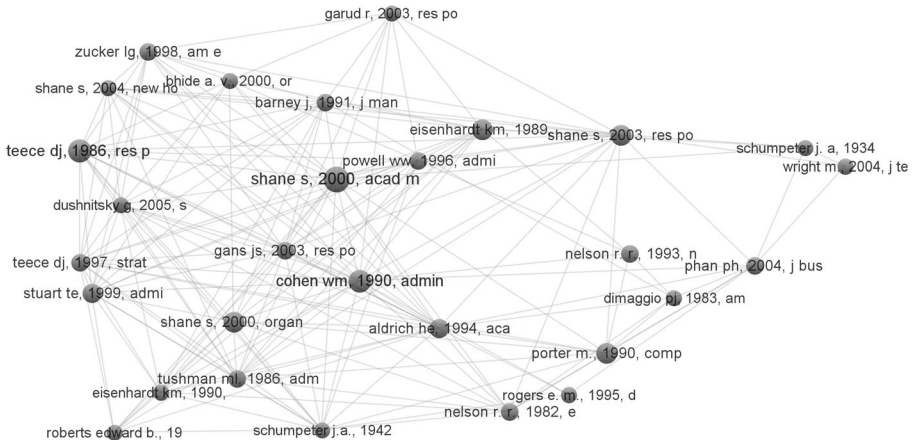 garud r, 2003, res po
zucker lg, 1998, am e
shane s, 2004, new ho
bhide a. v., 2000, or
barney j, 1991, j man
eisenhardt km, 1989,
shane s, 2003, res po
teece dj, 1986, res p
powell ww, 1996, admi
schumpeter j. a, 1934
wright m., 2004, j te
shane s, 2000, acad m
dushnitsky g, 2005, s
gans js, 2003, res po
nelson r. r., 1993, n
teece dj, 1997, strat
phan ph, 2004, j bus
cohen wm, 1990, admin
stuart te, 1999, admi
dimaggio pj, 1983, am
shane s, 2000, organ
aldrich he, 1994, aca
porter m., 1990, comp
tushman ml, 1986, adm
eisenhardt km, 1990,
rogers e. m., 1995, d
nelson r. r., 1982, e
roberts edward b., 19
schumpeter j.a., 1942